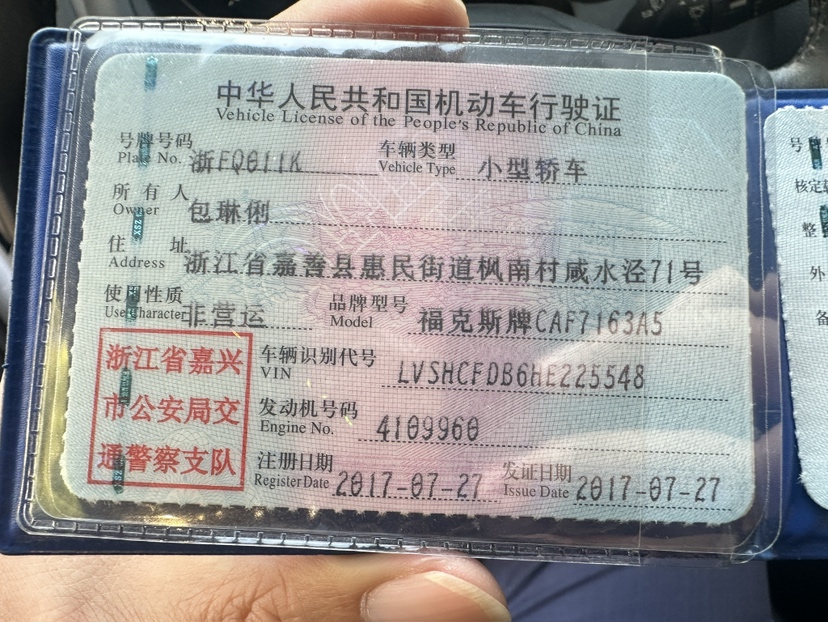 中华人民共和国机动车行驶证
Vehicle License of the People's Republic of China
号牌号码 浙FQ011K 车辆类型 小型轿车
Plate No. Vehicle Type
所有人 包琳俐
Owner
住址 浙江省嘉善县惠民街道枫南村咸水泾71号
Address
使用性质 非营运 品牌型号 福克斯牌CAF7163A5
Use Character Model
浙江省嘉兴
市公安局交
通警察支队
车辆识别代号 LVSHCFDB6HE225548
VIN
发动机号码 4109960
Engine No.
注册日期 2017-07-27 发证日期 2017-07-27
Register Date Issue Date
号
核定
整
外
备